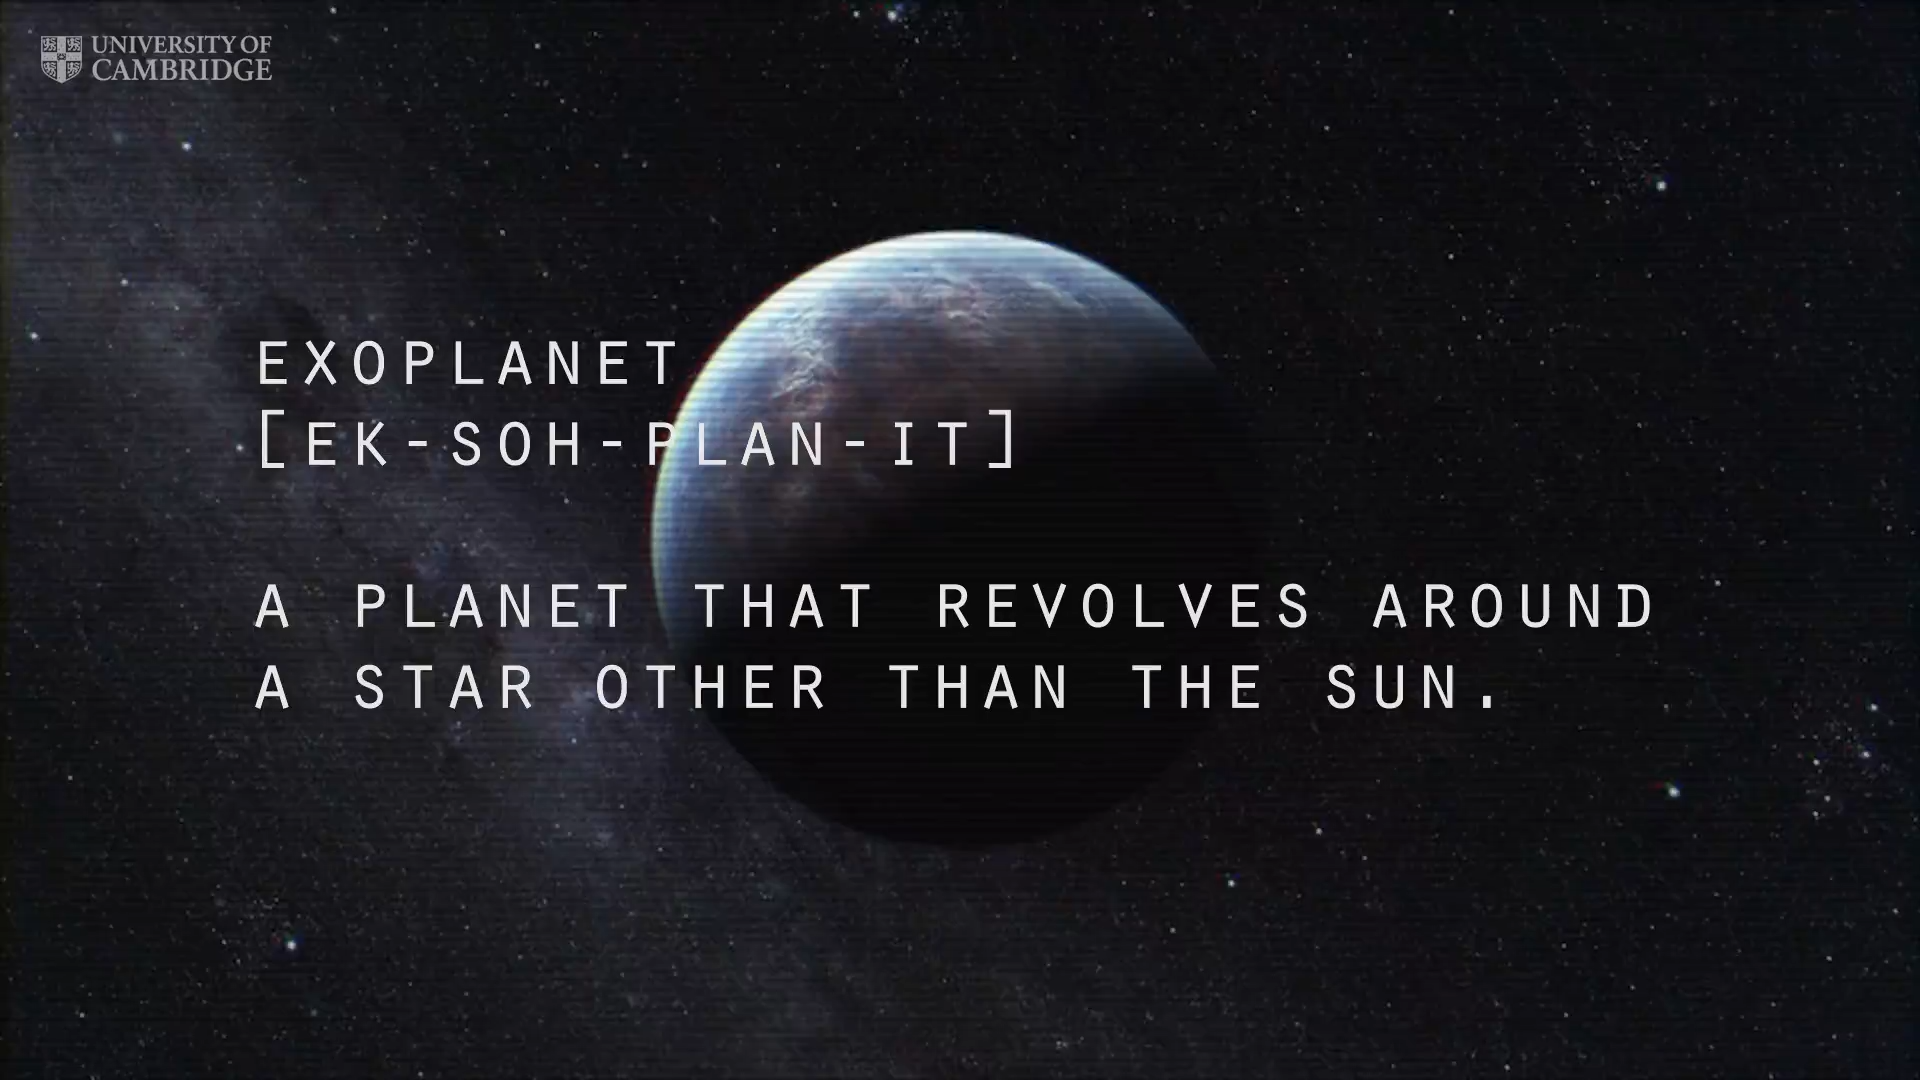 UNIVERSITY OF
CAMBRIDGE
EXOPLANET
[EK-SOH-PLAN-IT]
A PLANET THAT REVOLVES AROUND
A STAR OTHER THAN THE SUN.